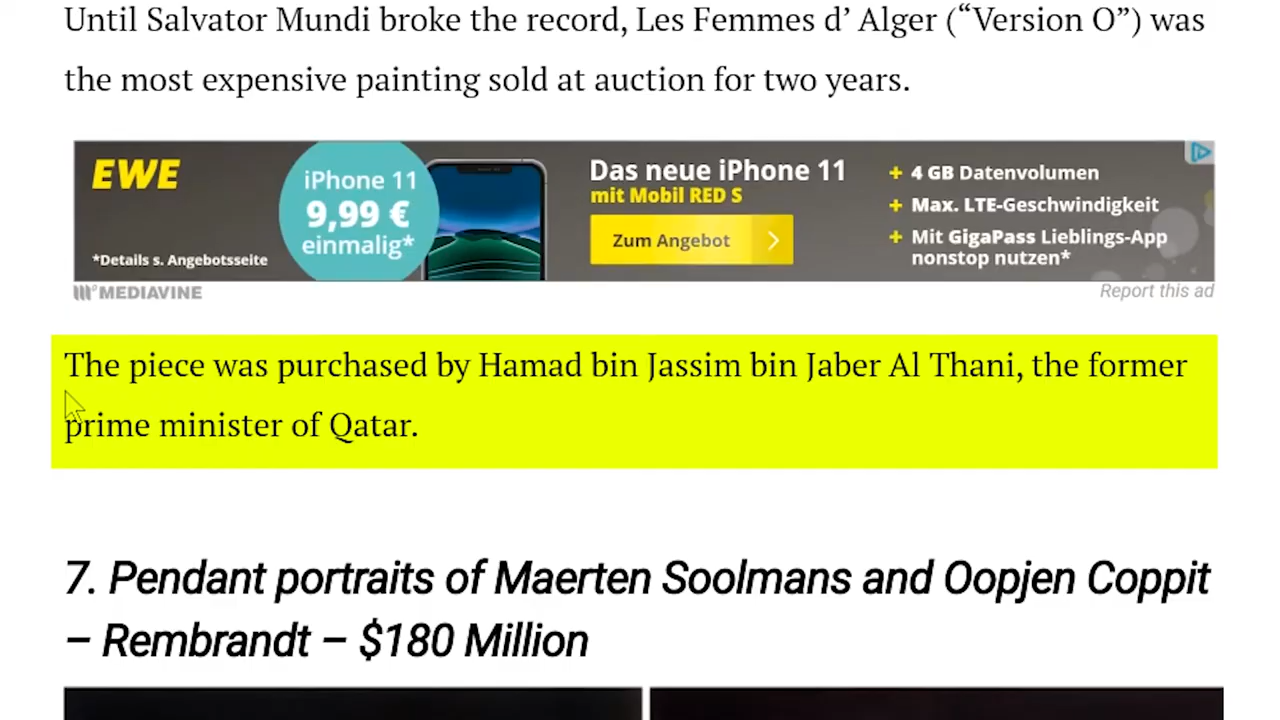 Until Salvator Mundi broke the record, Les Femmes d’ Alger (“Version O”) was
the most expensive painting sold at auction for two years.
EWE
iPhone 11
9,99 €
einmalig*
*Details s. Angebotsseite
Das neue iPhone 11
mit Mobil RED S
Zum Angebot
+ 4 GB Datenvolumen
+ Max. LTE-Geschwindigkeit
+ Mit GigaPass Lieblings-App
nonstop nutzen*
MEDIAVINE
Report this ad
The piece was purchased by Hamad bin Jassim bin Jaber Al Thani, the former
prime minister of Qatar.
7. Pendant portraits of Maerten Soolmans and Oopjen Coppit
– Rembrandt – $180 Million